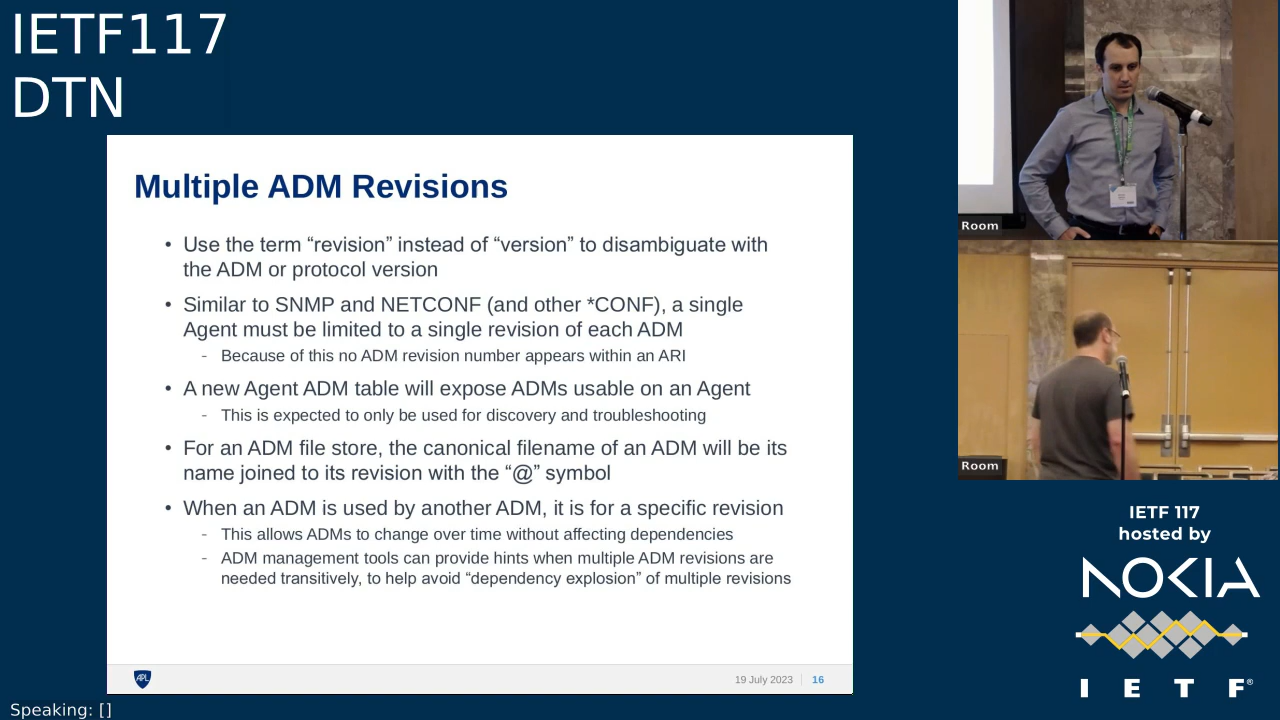 IETF117
DTN
Multiple ADM Revisions
• Use the term “revision” instead of “version” to disambiguate with
the ADM or protocol version
• Similar to SNMP and NETCONF (and other *CONF), a single
Agent must be limited to a single revision of each ADM
- Because of this no ADM revision number appears within an ARI
• A new Agent ADM table will expose ADMs usable on an Agent
- This is expected to only be used for discovery and troubleshooting
• For an ADM file store, the canonical filename of an ADM will be its
name joined to its revision with the “@” symbol
• When an ADM is used by another ADM, it is for a specific revision
- This allows ADMs to change over time without affecting dependencies
- ADM management tools can provide hints when multiple ADM revisions are
needed transitively, to help avoid “dependency explosion” of multiple revisions
APL
19 July 2023 | 16
Room
Room
IETF 117
hosted by
NOKIA
I E T F®
Speaking: []